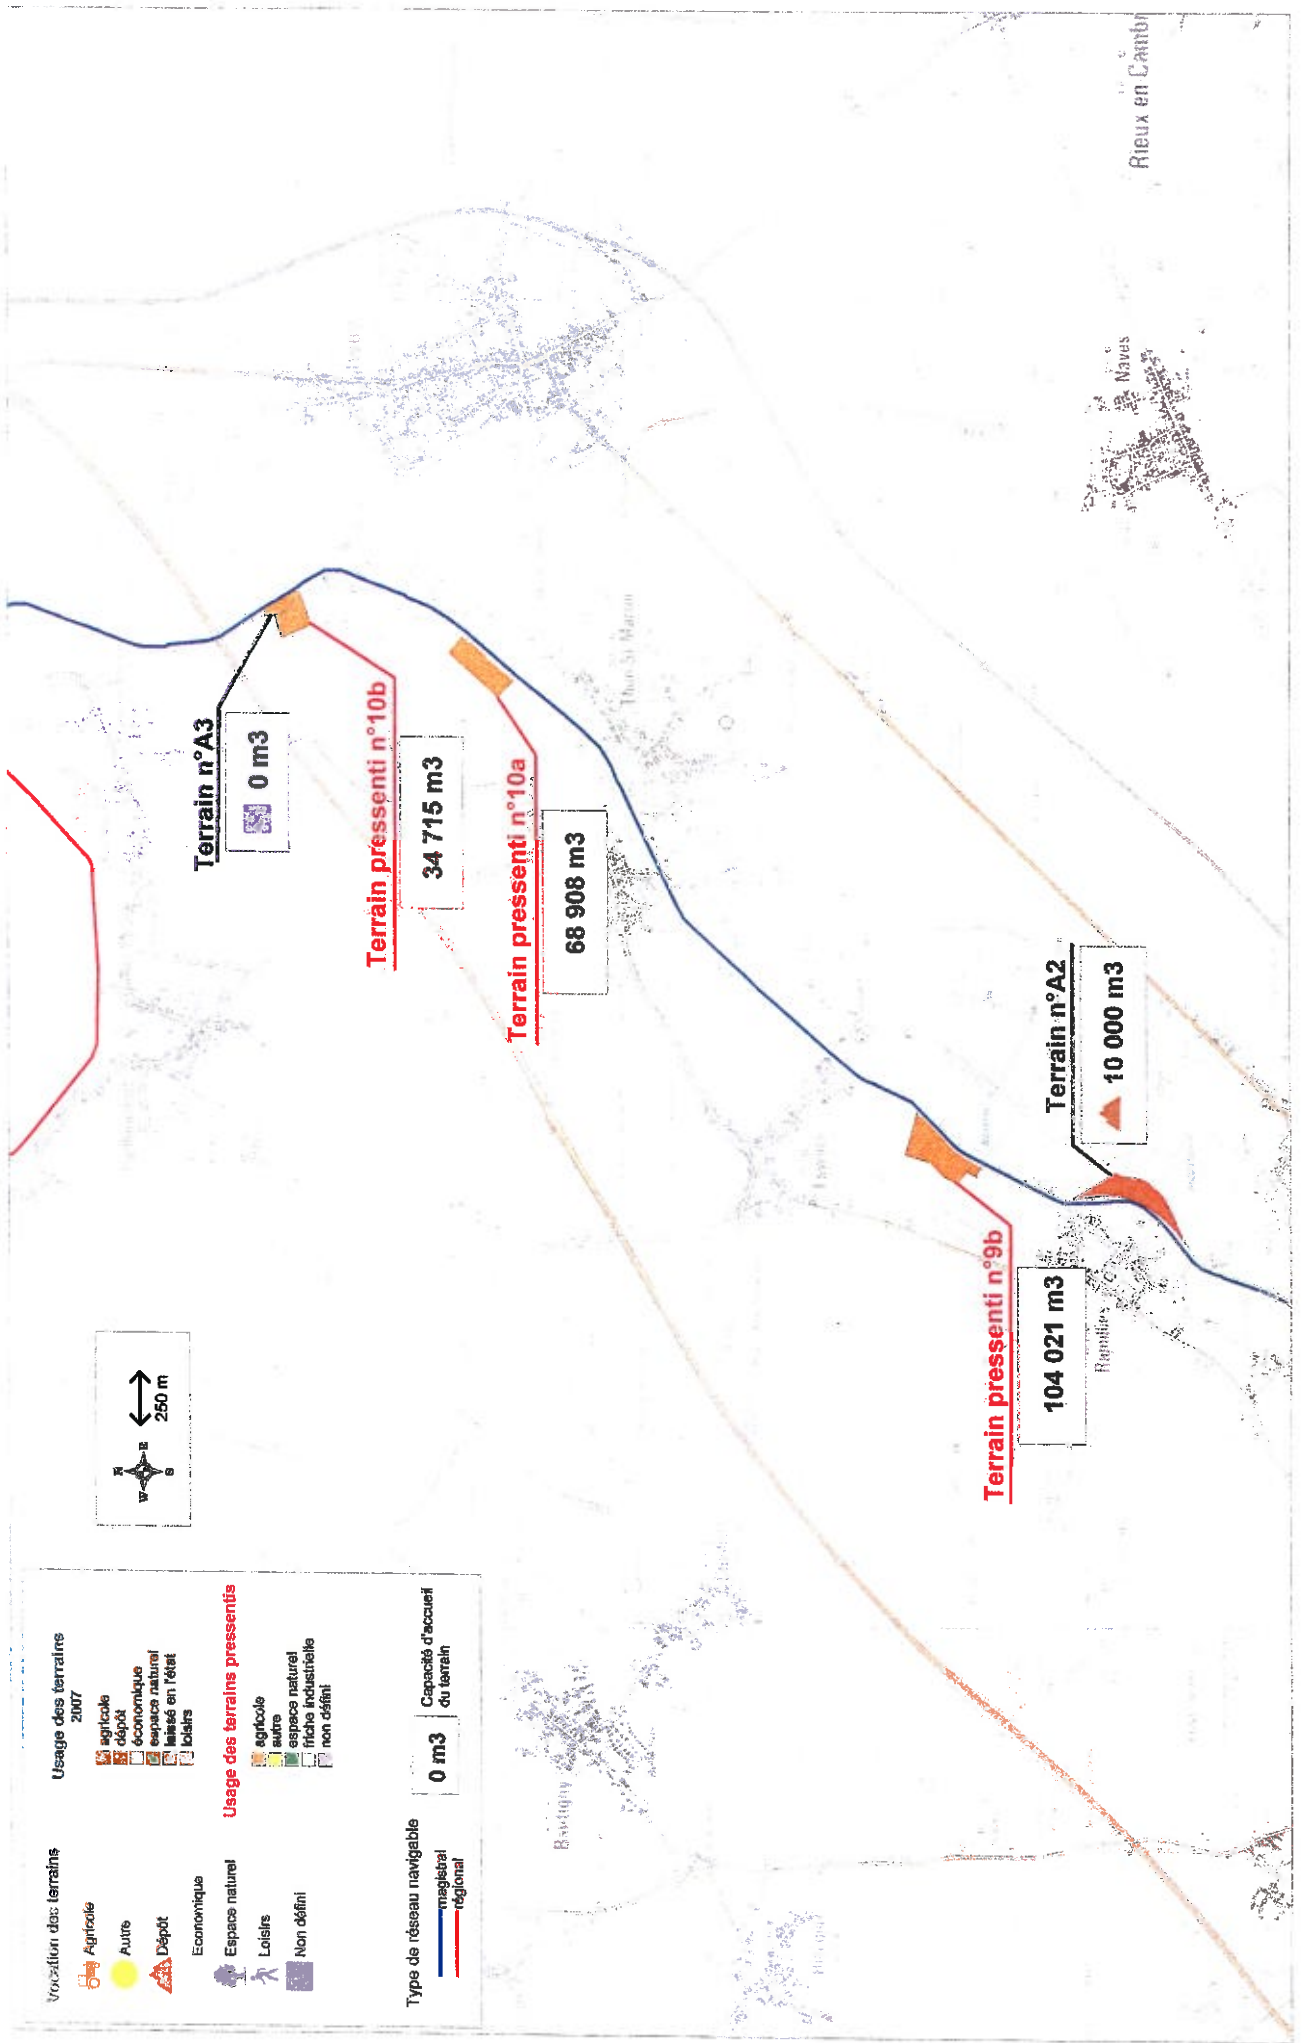 Vocation des terrains
Agricole
Autre
Dépôt
Economique
Espace naturel
Loisirs
Non défini
Usage des terrains
2007
agricole
dépôt
économique
espace naturel
laissé en l'état
loisirs
Usage des terrains pressentis
agricole
autre
espace naturel
friche industrielle
non défini
Type de réseau navigable
magistral
régional
0 m3
Capacité d'accueil
du terrain
N
W
E
S
250 m
Terrain n°A3
0 m3
Terrain pressenti n°10b
34 715 m3
Terrain pressenti n°10a
68 908 m3
Terrain n°A2
10 000 m3
Terrain pressenti n°9b
104 021 m3
Naves
Rieux en Cambr